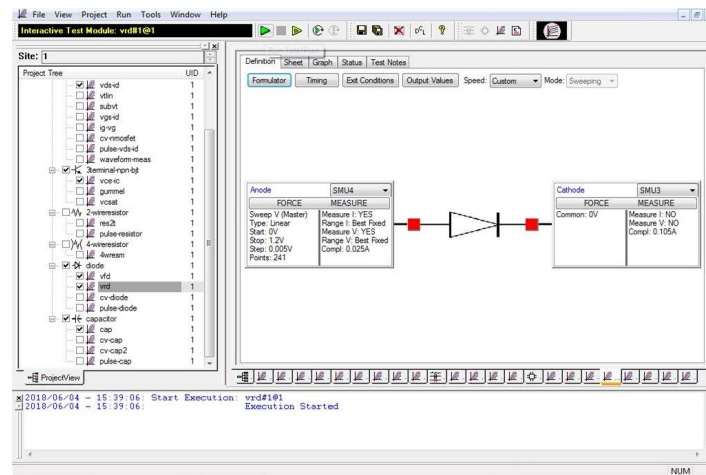 File View Project Run Tools Window Help
Interactive Test Module: vrd#1@1
Site: 1
Project Tree UID
vds-id 1
vtlin 1
subvt 1
vgs-id 1
ig-vg 1
cv-nmosfet 1
pulse-vds-id 1
waveform-meas 1
3terminal-npn-bjt 1
vce-ic 1
gummel 1
vcsat 1
2-wireresistor 1
res2t 1
pulse-resistor 1
4-wireresistor 1
4wresm 1
diode 1
vfd 1
vrd 1
cv-diode 1
pulse-diode 1
capacitor 1
cap 1
cv-cap 1
cv-cap2 1
pulse-cap 1
ProjectView
Definition Sheet Graph Status Test Notes
Formulator Timing Exit Conditions Output Values Speed: Custom Mode: Sweeping
Anode SMU4
FORCE MEASURE
Sweep V (Master) Measure I: YES
Type: Linear Range I: Best Fixed
Start: 0V Measure V: YES
Stop: 1.2V Range V: Best Fixed
Step: 0.005V Compl: 0.025A
Points: 241
Cathode SMU3
FORCE MEASURE
Common: 0V Measure I: NO
Measure V: NO
Compl: 0.105A
2018/06/04 - 15:39:06: Start Execution: vrd#1@1
2018/06/04 - 15:39:06: Execution Started
NUM